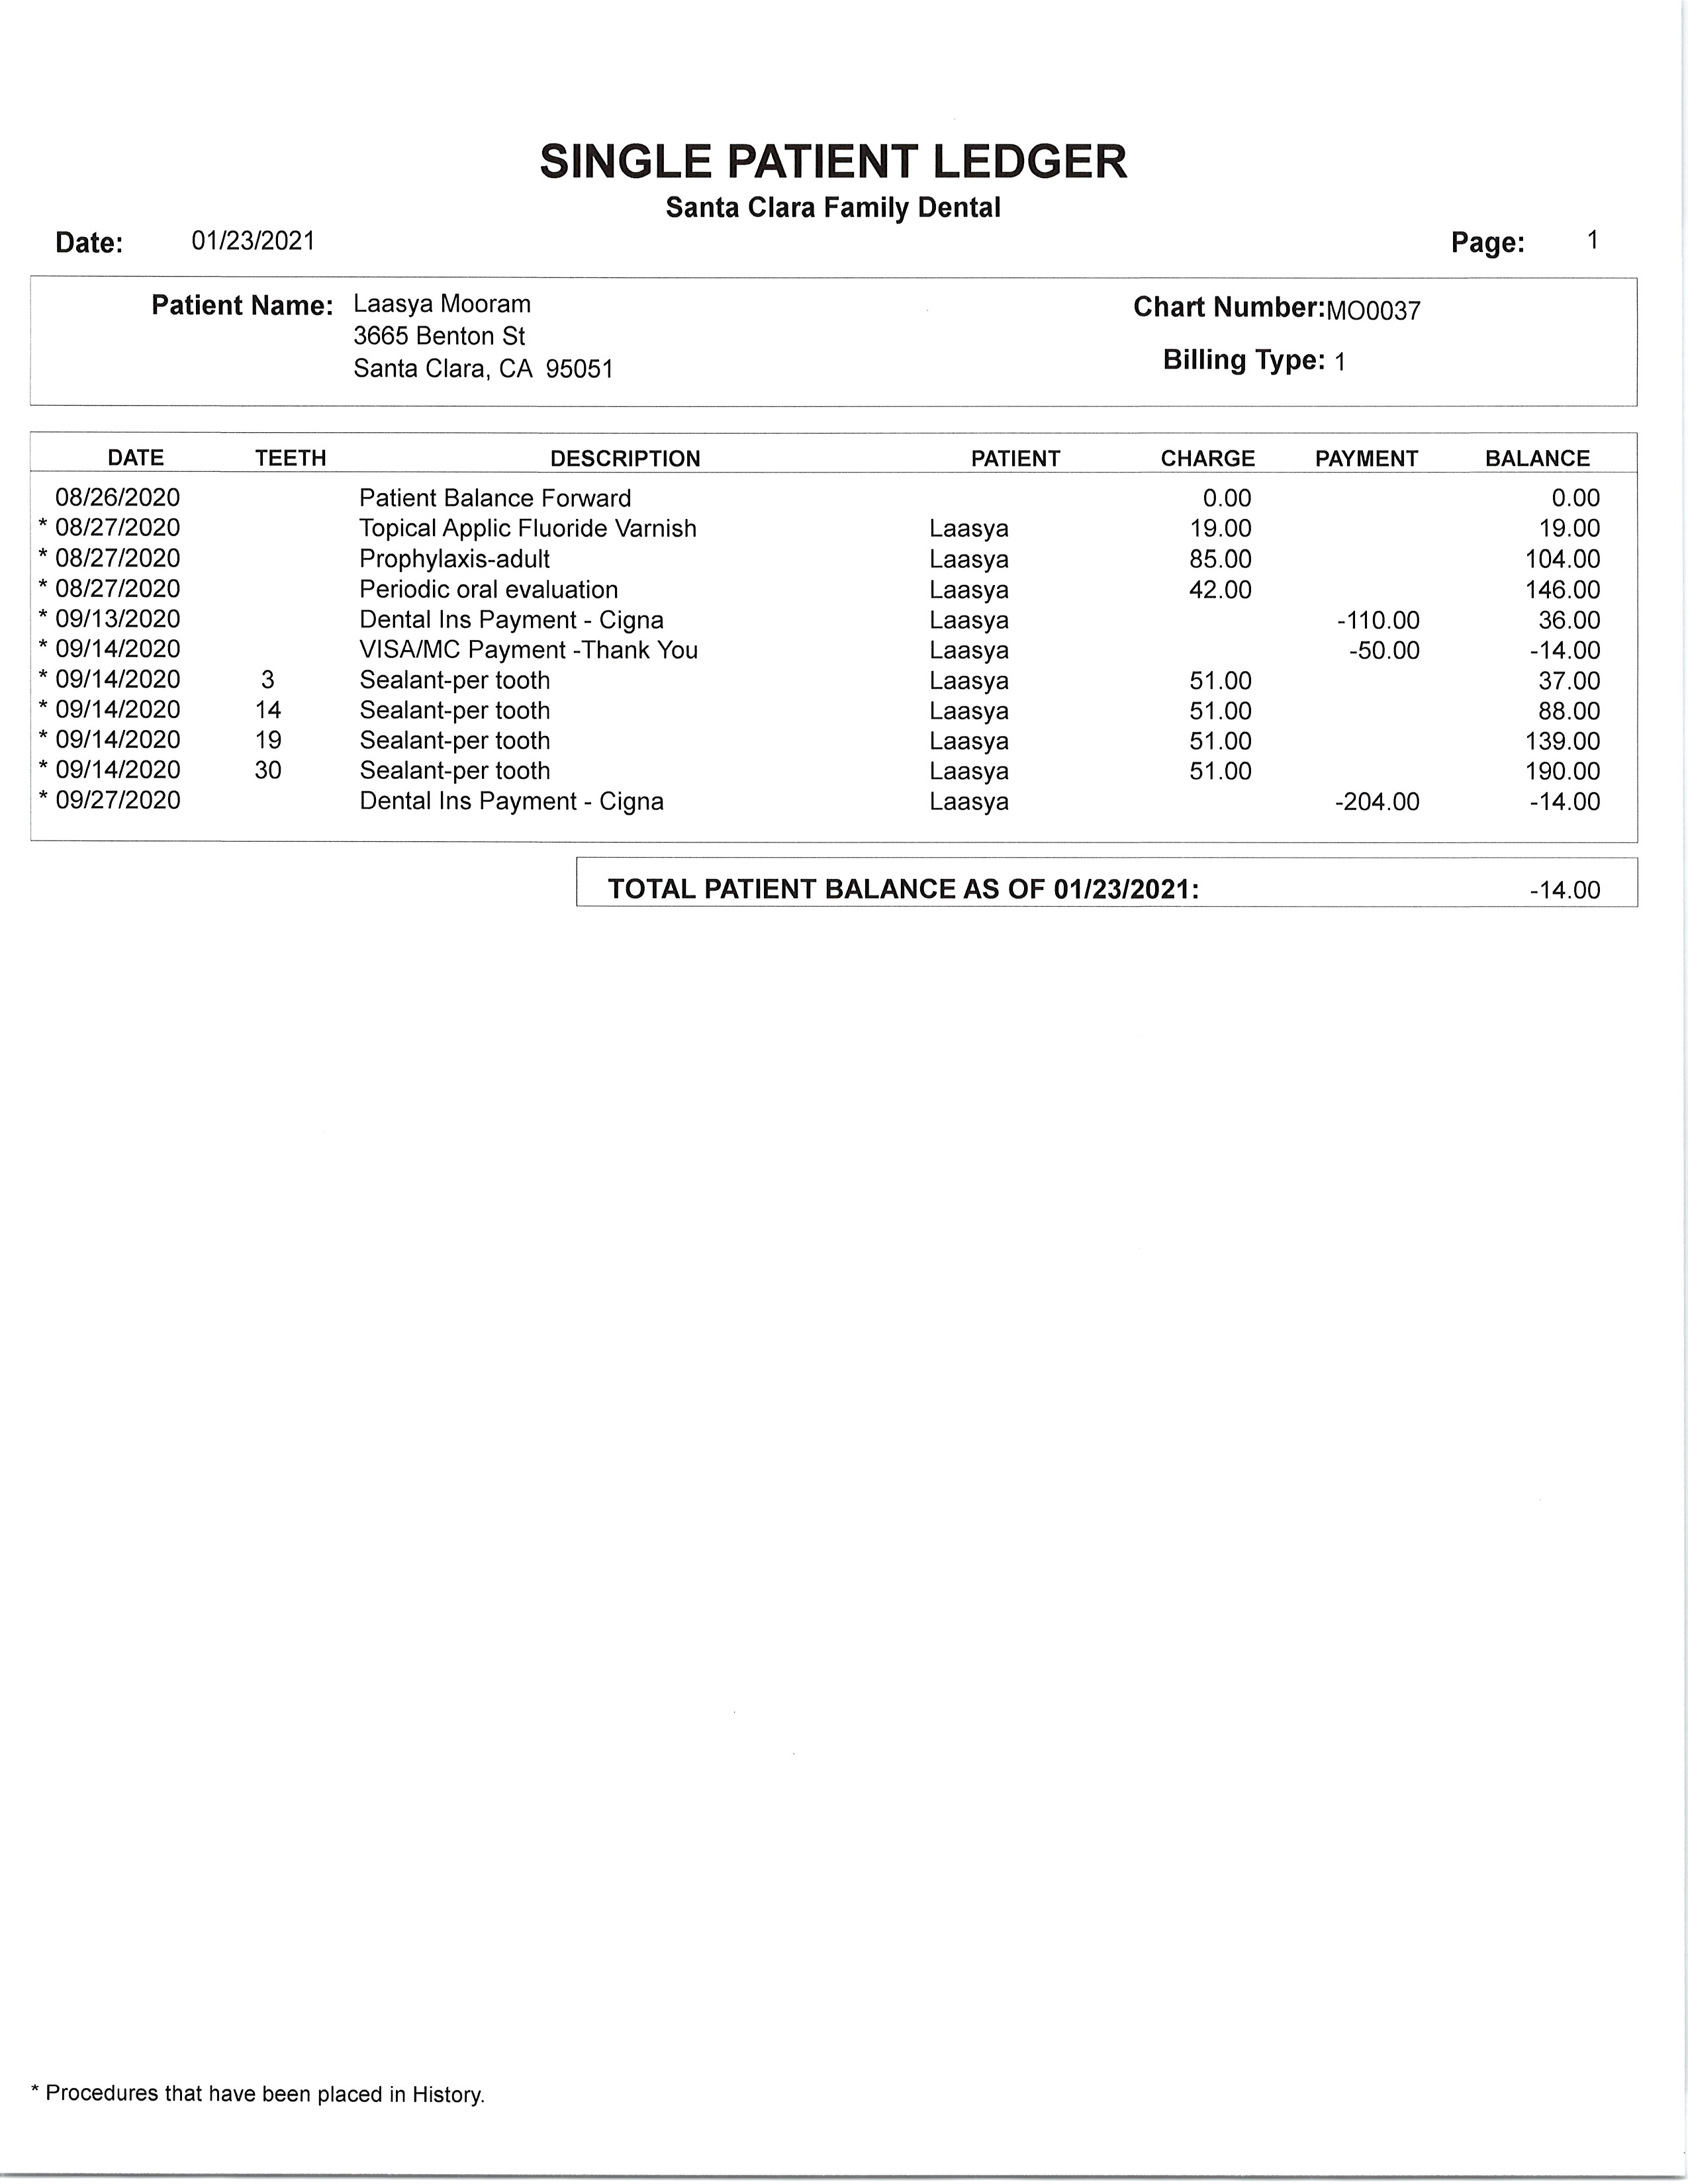 SINGLE PATIENT LEDGER
Santa Clara Family Dental
Date: 01/23/2021 Page: 1
Patient Name: Laasya Mooram Chart Number:MO0037
3665 Benton St
Santa Clara, CA 95051 Billing Type: 1
DATE TEETH DESCRIPTION PATIENT CHARGE PAYMENT BALANCE
08/26/2020 Patient Balance Forward 0.00 0.00
* 08/27/2020 Topical Applic Fluoride Varnish Laasya 19.00 19.00
* 08/27/2020 Prophylaxis-adult Laasya 85.00 104.00
* 08/27/2020 Periodic oral evaluation Laasya 42.00 146.00
* 09/13/2020 Dental Ins Payment - Cigna Laasya -110.00 36.00
* 09/14/2020 VISA/MC Payment -Thank You Laasya -50.00 -14.00
* 09/14/2020 3 Sealant-per tooth Laasya 51.00 37.00
* 09/14/2020 14 Sealant-per tooth Laasya 51.00 88.00
* 09/14/2020 19 Sealant-per tooth Laasya 51.00 139.00
* 09/14/2020 30 Sealant-per tooth Laasya 51.00 190.00
* 09/27/2020 Dental Ins Payment - Cigna Laasya -204.00 -14.00
TOTAL PATIENT BALANCE AS OF 01/23/2021: -14.00
* Procedures that have been placed in History.